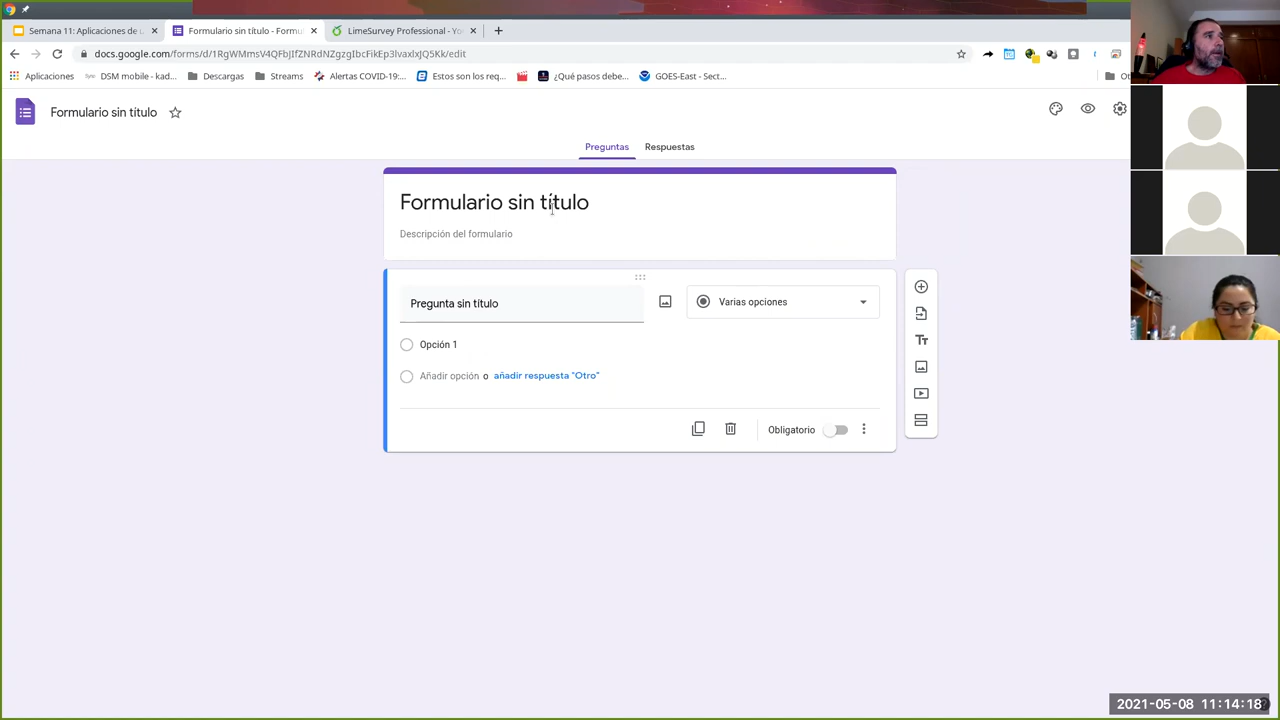 Semana 11: Aplicaciones de u
Formulario sin título - Formul
LimeSurvey Professional - Yo
docs.google.com/forms/d/1RgWMmsV4QFbJfZNRdNZgzgIbcFikEp3lvaxlxJQ5Kk/edit
Aplicaciones
DSM mobile - kad...
Descargas
Streams
Alertas COVID-19:...
Estos son los req...
¿Qué pasos debe...
GOES-East - Sect...
Formulario sin título
Preguntas
Respuestas
Formulario sin título
Descripción del formulario
Pregunta sin título
Varias opciones
Opción 1
Añadir opción o añadir respuesta "Otro"
Obligatorio
2021-05-08 11:14:18